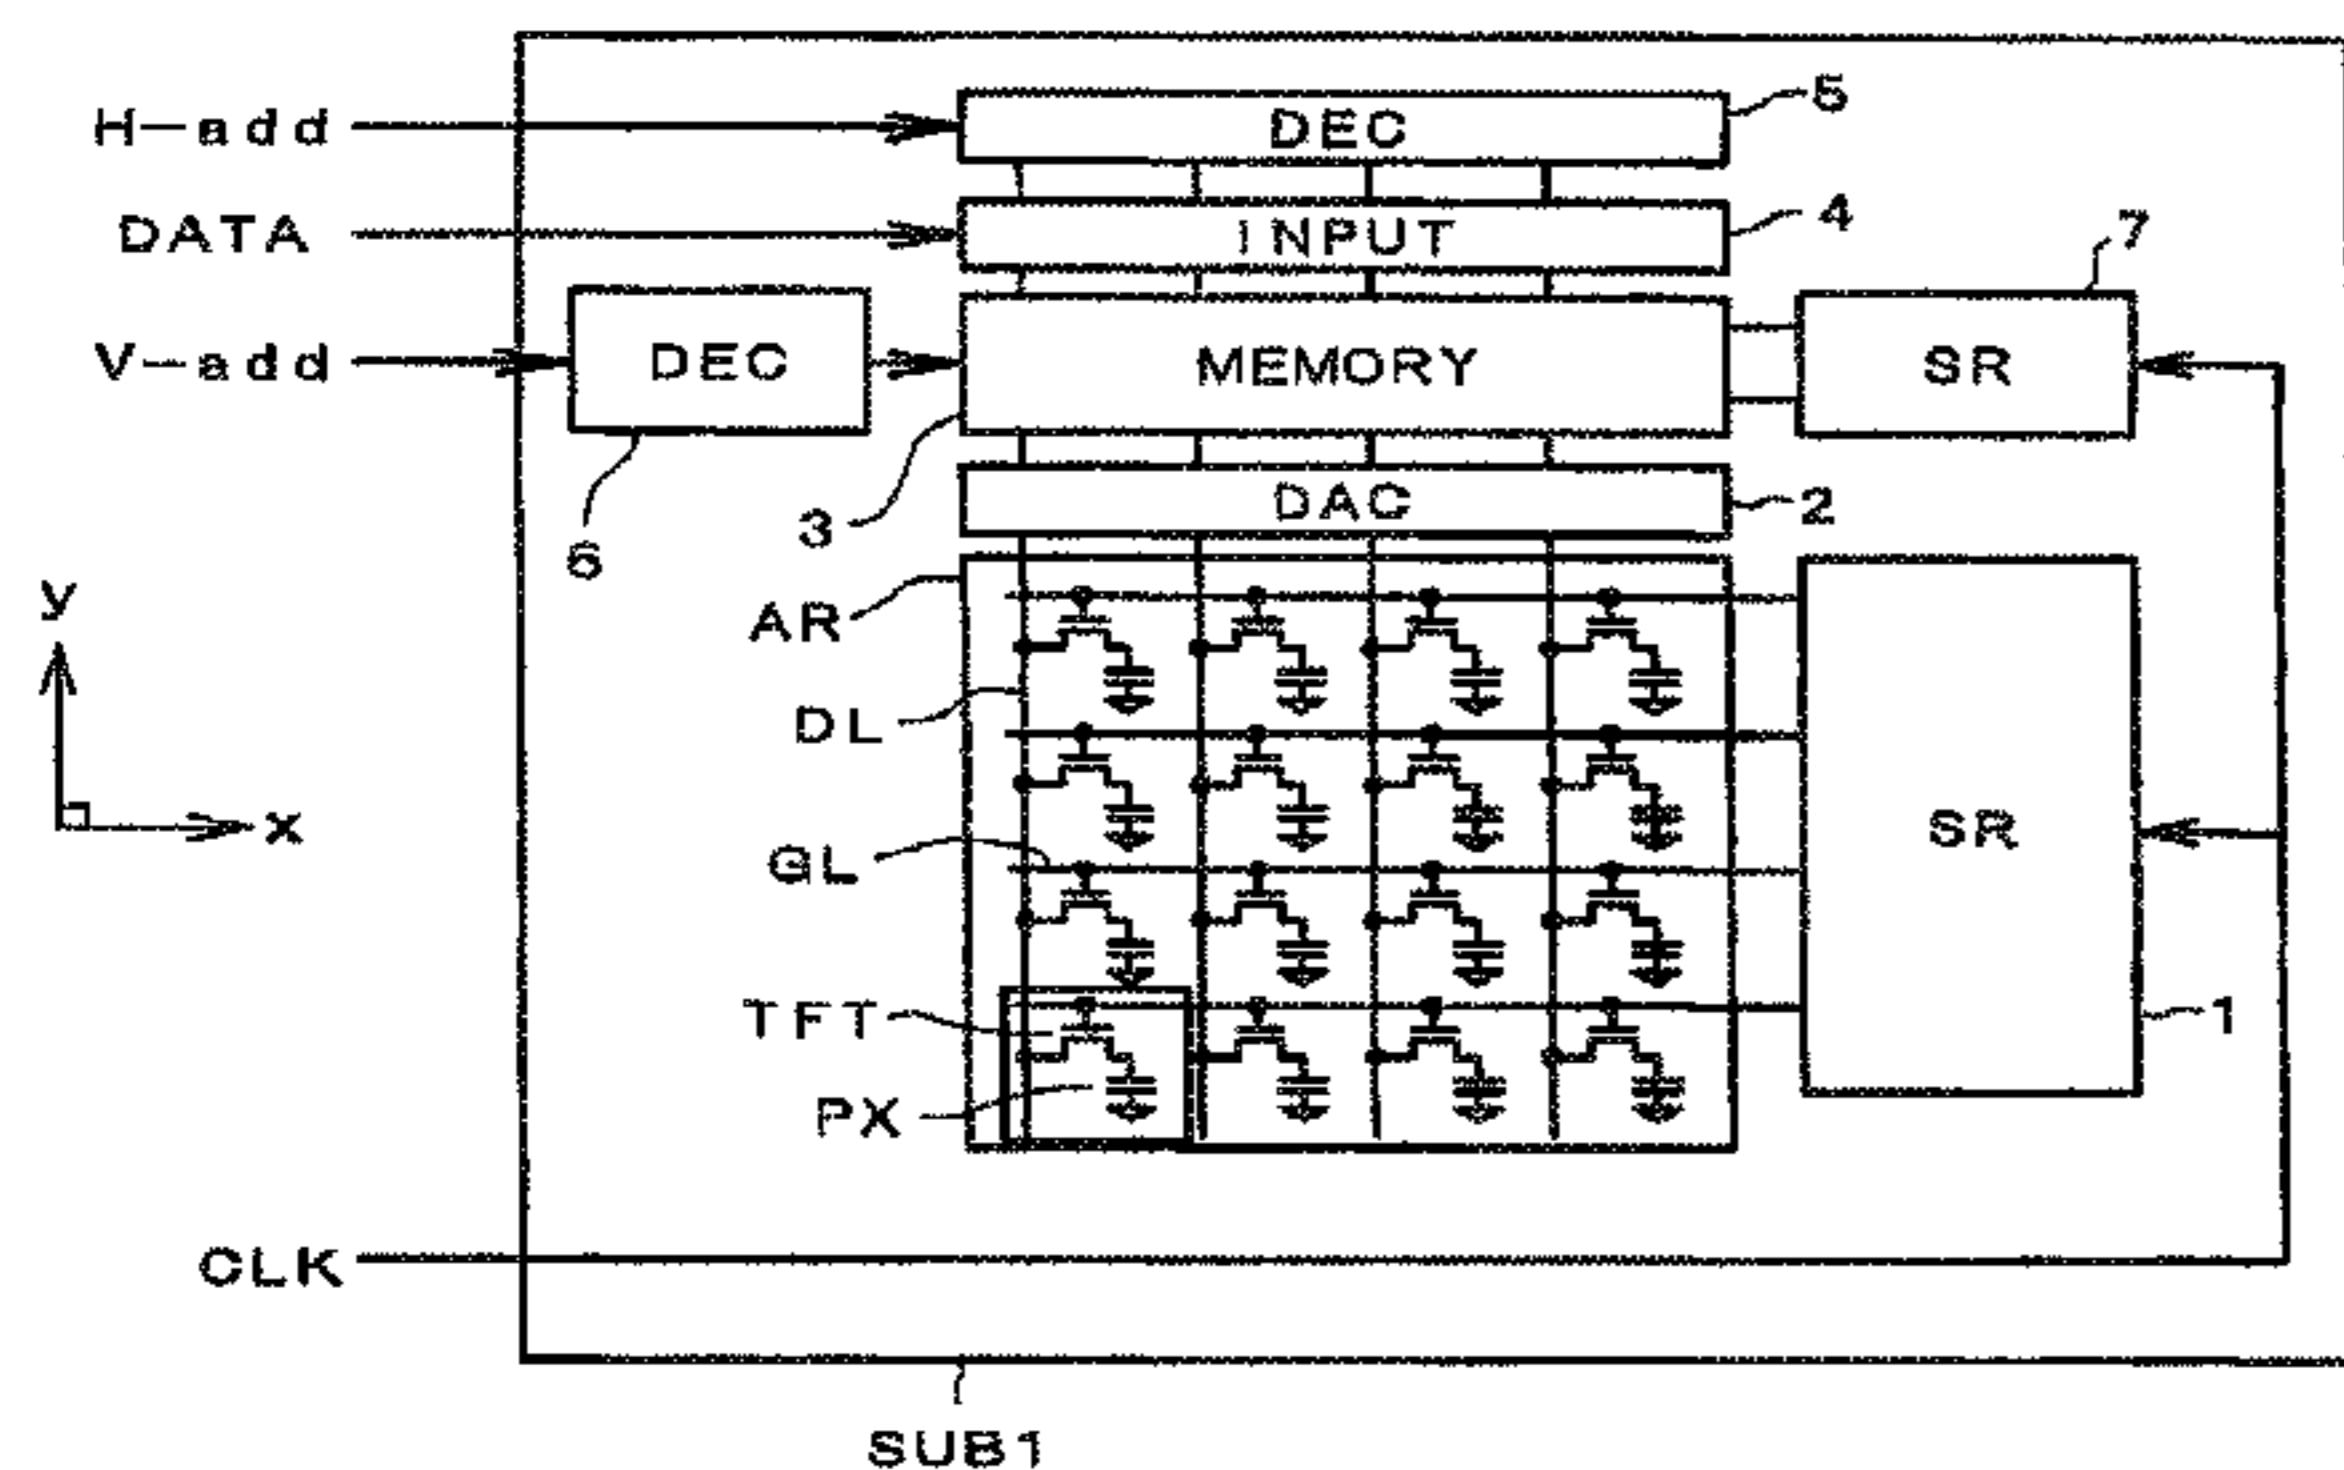 H-add
DEC
5
DATA
INPUT
4
7
V-add
DEC
MEMORY
SR
6
3
DAC
2
y
x
AR
DL
GL
SR
TFT
PX
1
CLK
SUB1